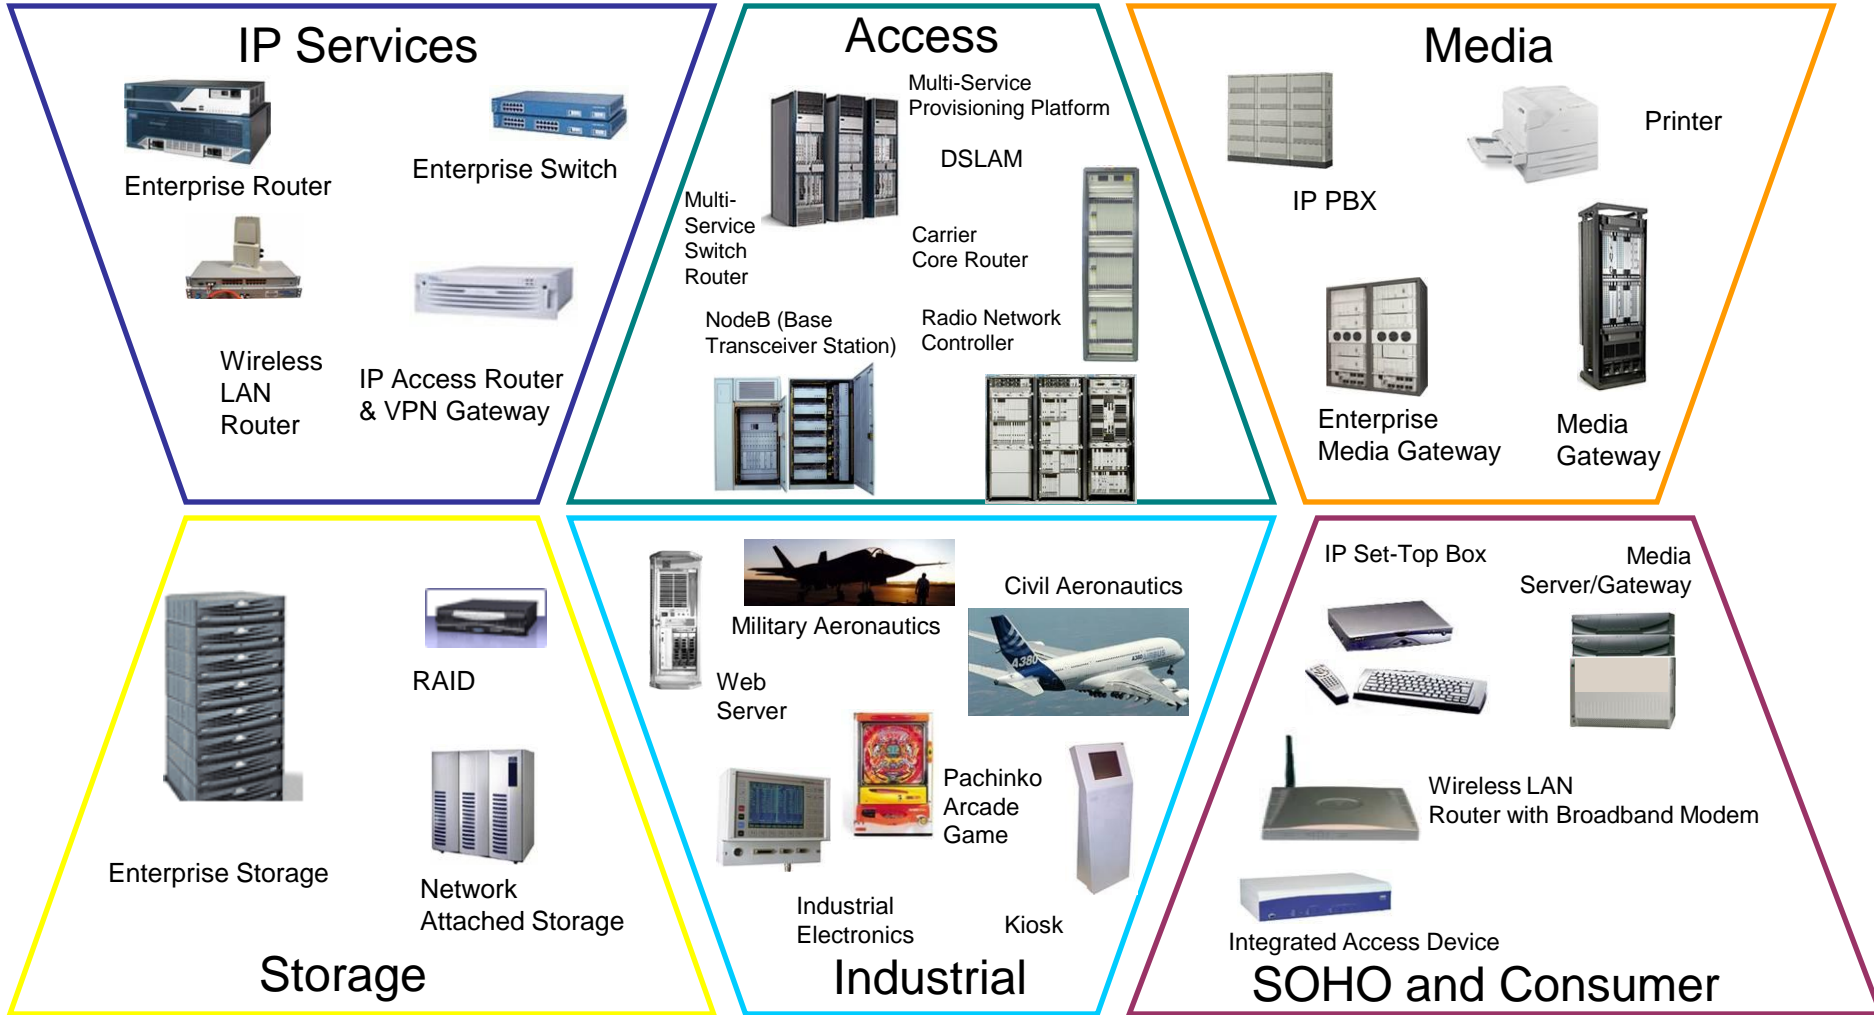 IP Services
Enterprise Router
Enterprise Switch
Wireless
LAN
Router
IP Access Router
& VPN Gateway
Access
Multi-Service
Provisioning Platform
DSLAM
Multi-
Service
Switch
Router
Carrier
Core Router
NodeB (Base
Transceiver Station)
Radio Network
Controller
Media
Printer
IP PBX
Enterprise
Media Gateway
Media
Gateway
RAID
Enterprise Storage
Network
Attached Storage
Storage
Military Aeronautics
Civil Aeronautics
A380
A380 AIRBUS
Web
Server
Pachinko
Arcade
Game
Industrial
Electronics
Kiosk
Industrial
IP Set-Top Box
Media
Server/Gateway
Wireless LAN
Router with Broadband Modem
Integrated Access Device
SOHO and Consumer